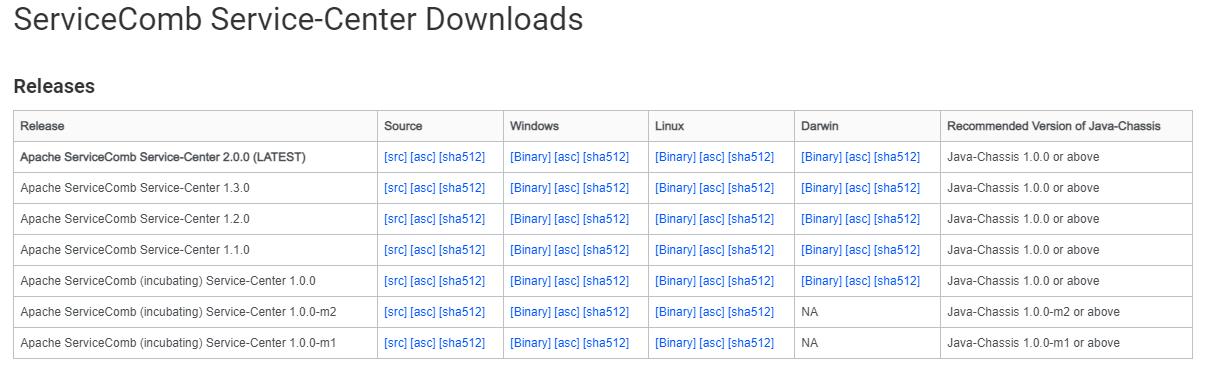 ServiceComb Service-Center Downloads
Releases
Release Source Windows Linux Darwin Recommended Version of Java-Chassis
Apache ServiceComb Service-Center 2.0.0 (LATEST) [src] [asc] [sha512] [Binary] [asc] [sha512] [Binary] [asc] [sha512] [Binary] [asc] [sha512] Java-Chassis 1.0.0 or above
Apache ServiceComb Service-Center 1.3.0 [src] [asc] [sha512] [Binary] [asc] [sha512] [Binary] [asc] [sha512] [Binary] [asc] [sha512] Java-Chassis 1.0.0 or above
Apache ServiceComb Service-Center 1.2.0 [src] [asc] [sha512] [Binary] [asc] [sha512] [Binary] [asc] [sha512] [Binary] [asc] [sha512] Java-Chassis 1.0.0 or above
Apache ServiceComb Service-Center 1.1.0 [src] [asc] [sha512] [Binary] [asc] [sha512] [Binary] [asc] [sha512] [Binary] [asc] [sha512] Java-Chassis 1.0.0 or above
Apache ServiceComb (incubating) Service-Center 1.0.0 [src] [asc] [sha512] [Binary] [asc] [sha512] [Binary] [asc] [sha512] [Binary] [asc] [sha512] Java-Chassis 1.0.0 or above
Apache ServiceComb (incubating) Service-Center 1.0.0-m2 [src] [asc] [sha512] [Binary] [asc] [sha512] [Binary] [asc] [sha512] NA Java-Chassis 1.0.0-m2 or above
Apache ServiceComb (incubating) Service-Center 1.0.0-m1 [src] [asc] [sha512] [Binary] [asc] [sha512] [Binary] [asc] [sha512] NA Java-Chassis 1.0.0-m1 or above